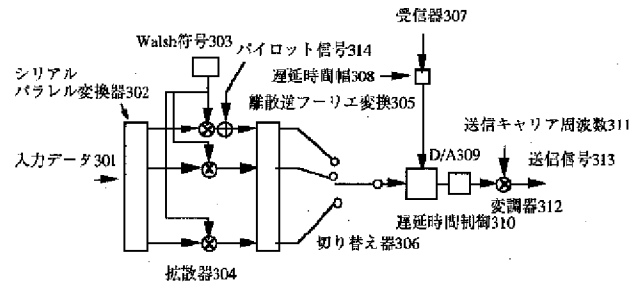 受信器307
Walsh符号303
パイロット信号314
遅延時間幅308
シリアル
パラレル変換器302
離散逆フーリエ変換305
送信キャリア周波数311
入力データ301
D/A309
送信信号313
変調器312
遅延時間制御310
切り替え器306
拡散器304